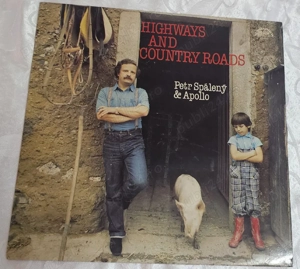 HIGHWAYS
AND
COUNTRY ROADS
Petr Spálený
& Apollo